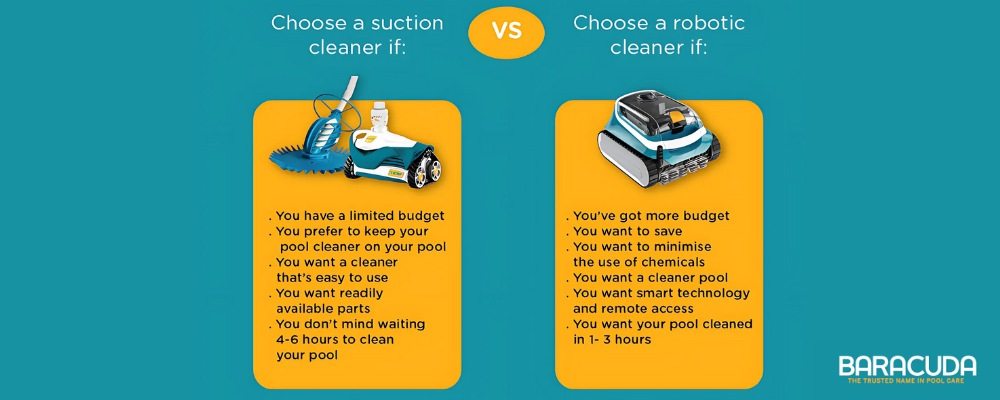 Choose a suction
cleaner if:
VS
Choose a robotic
cleaner if:
. You have a limited budget
. You prefer to keep your
pool cleaner on your pool
. You want a cleaner
that's easy to use
. You want readily
available parts
. You don't mind waiting
4-6 hours to clean
your pool
. You've got more budget
. You want to save
. You want to minimise
the use of chemicals
. You want a cleaner pool
. You want smart technology
and remote access
. You want your pool cleaned
in 1- 3 hours
BARACUDA
THE TRUSTED NAME IN POOL CARE